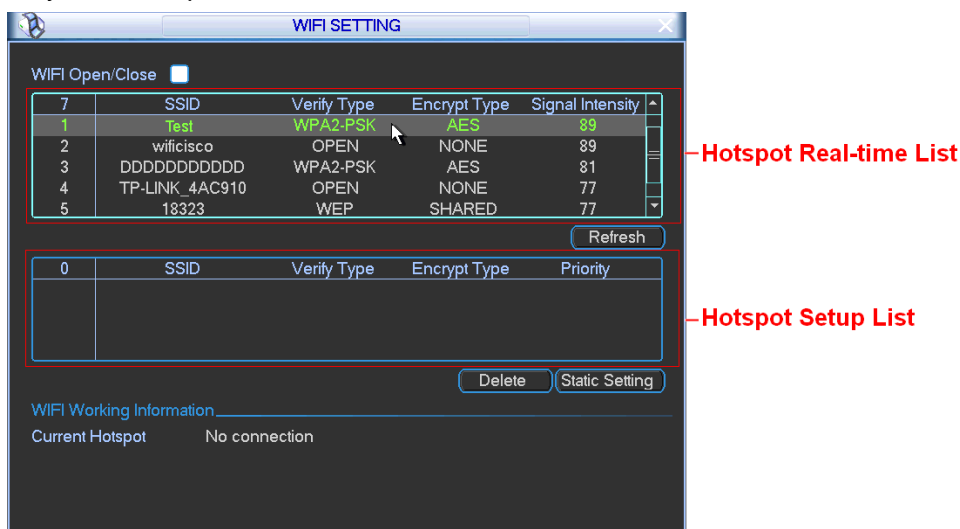 WIFI SETTING
WIFI Open/Close
7 SSID Verify Type Encrypt Type Signal Intensity
1 Test WPA2-PSK AES 89
2 wificisco OPEN NONE 89
3 DDDDDDDDDDD WPA2-PSK AES 81
4 TP-LINK_4AC910 OPEN NONE 77
5 18323 WEP SHARED 77
Hotspot Real-time List
Refresh
0 SSID Verify Type Encrypt Type Priority
Hotspot Setup List
Delete Static Setting
WIFI Working Information
Current Hotspot No connection